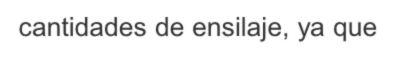 cantidades de ensilaje, ya que